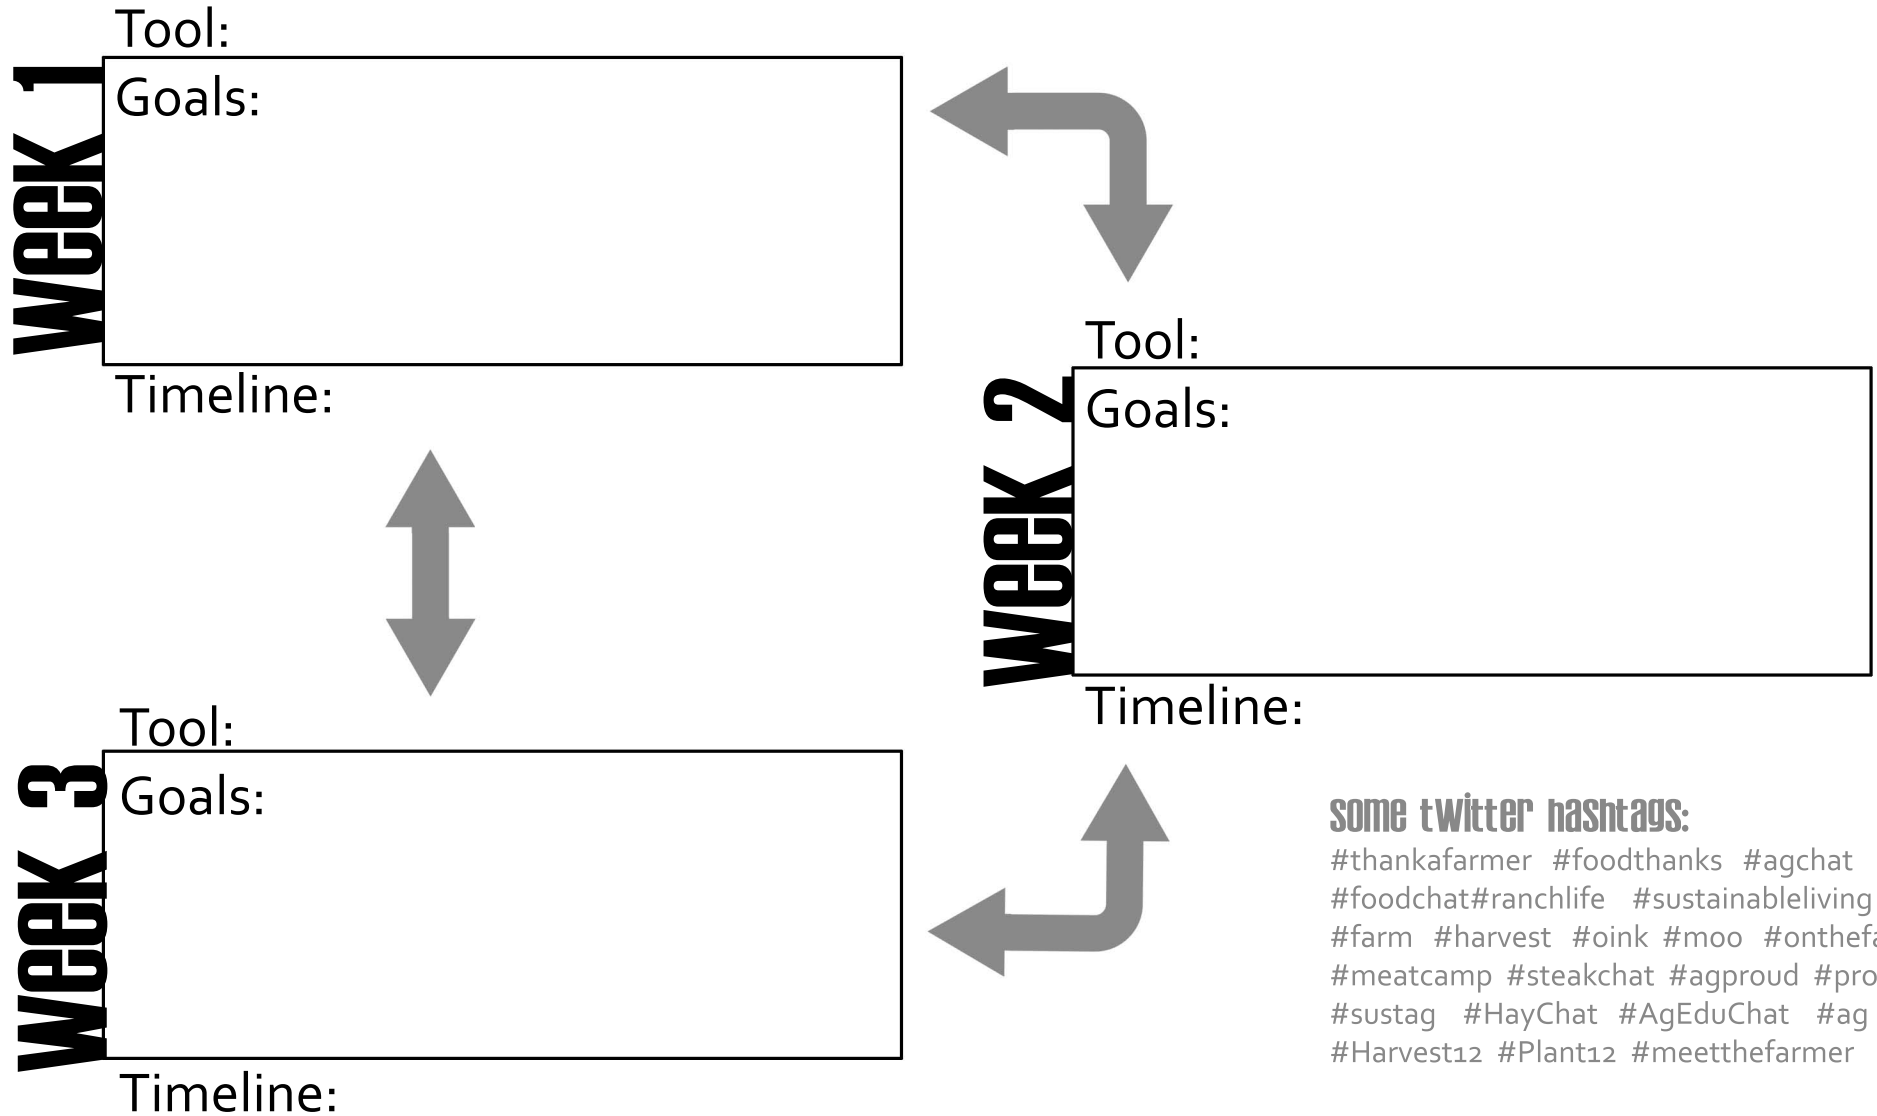 Tool:
week 1
Goals:
Timeline:
Tool:
week 2
Goals:
Timeline:
Tool:
week 3
Goals:
Timeline:
some twitter hashtags:
#thankafarmer #foodthanks #agchat
#foodchat#ranchlife #sustainableliving
#farm #harvest #oink #moo
#meatcamp #steakchat #agproud
#sustag #HayChat #AgEduChat #ag
#Harvest12 #Plant12 #meetthefarmer